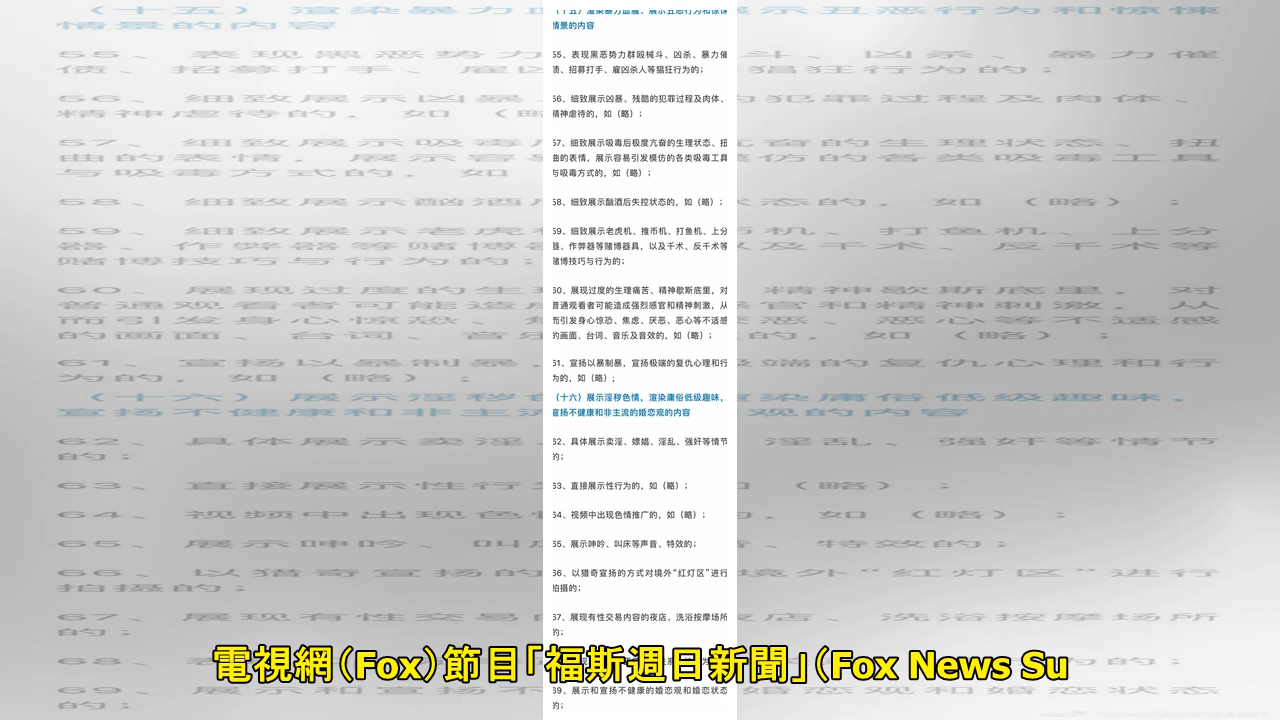 （十五）渲染暴力血腥、展示丑恶行为和惊悚
情景的内容
55、表现黑恶势力群殴械斗、凶杀、暴力催
债、招募打手、雇凶杀人等猖狂行为的；
56、细致展示凶暴、残酷的犯罪过程及肉体、
精神虐待的，如（略）；
57、细致展示吸毒后极度亢奋的生理状态、扭
曲的表情，展示容易引发模仿的各类吸毒工具
与吸毒方式的，如（略）；
58、细致展示酗酒后失控状态的，如（略）；
59、细致展示老虎机、推币机、打鱼机、上分
器、作弊器等赌博器具，以及千术、反千术等
赌博技巧与行为的；
60、展现过度的生理痛苦、精神歇斯底里，对
普通观看者可能造成强烈感官和精神刺激，从
而引发身心惊恐、焦虑、厌恶、恶心等不适感
的画面、台词、音乐及音效的，如（略）；
61、宣扬以暴制暴，宣扬极端的复仇心理和行
为的，如（略）;
（十六）展示淫秽色情，渲染庸俗低级趣味，
宣扬不健康和非主流的婚恋观的内容
62、具体展示卖淫、嫖娼、淫乱、强奸等情节
的；
63、直接展示性行为的，如（略）；
64、视频中出现色情推广的，如（略）；
65、展示呻吟、叫床等声音、特效的；
66、以猎奇宣扬的方式对境外“红灯区”进行
拍摄的；
67、展现有性交易内容的夜店、洗浴按摩场所
的；
69、展示和宣扬不健康的婚恋观和婚恋状态
的；
電視網（Fox）節目「福斯週日新聞」（Fox News Su